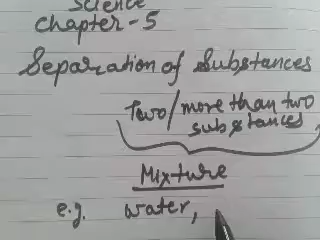 Science
Chapter-5
Separation of Substances
Two/more than two
substances
Mixture
e.g. water,